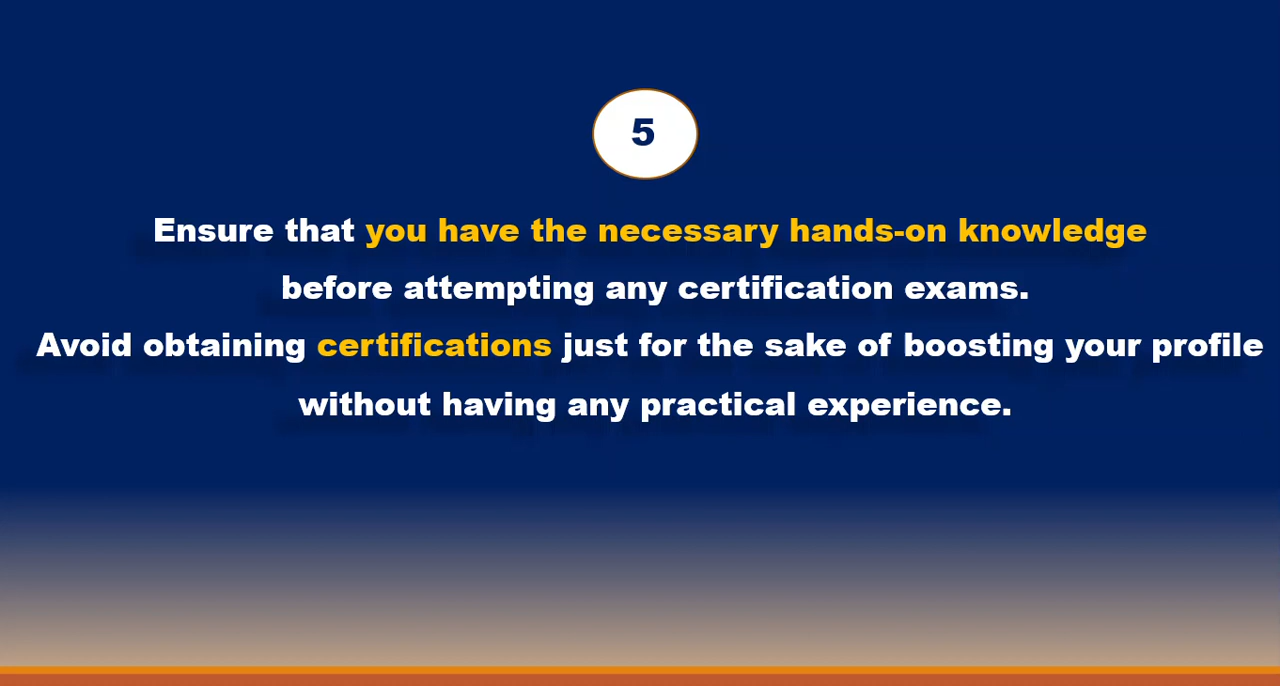 5
Ensure that you have the necessary hands-on knowledge
before attempting any certification exams.
Avoid obtaining certifications just for the sake of boosting your profile
without having any practical experience.